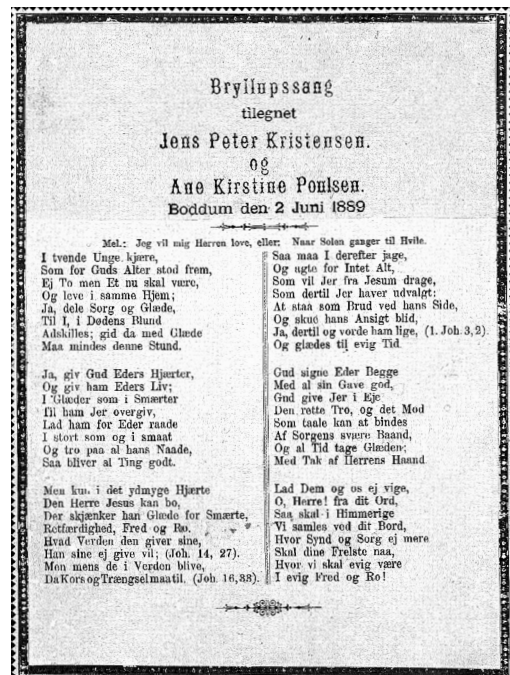 Bryllupssang
tilegnet
Jens Peter Kristensen.
og
Ane Kirstine Poulsen.
Boddum den 2 Juni 1889
Mel.: Jeg vil mig Herren love, eller: Naar Solen ganger til Hvile.
I tvende Unge kjære,
Som for Guds Alter stod frem,
Ej To men Et nu skal være,
Og leve i samme Hjem;
Ja, dele Sorg og Glæde,
Til I, i Dødens Blund
Adskilles; gid da med Glæde
Maa mindes denne Stund.
Ja, giv Gud Eders Hjærter,
Og giv ham Eders Liv;
I Glæder som i Smærter
Til ham Jer overgiv,
Lad ham for Eder raade
I stort som og i smaat
Og tro paa al hans Naade,
Saa bliver al Ting godt.
Men kun i det ydmyge Hjærte
Den Herre Jesus kan bo,
Der skjænker han Glæde for Smærte,
Retfærdighed, Fred og Ro.
Hvad Verden den giver sine,
Han sine ej give vil; (Joh. 14, 27).
Men mens de i Verden blive,
Da Kors og Trængsel maa til. (Joh. 16, 33).
Saa maa I derefter jage,
Og agte for Intet Alt,
Som vil Jer fra Jesum drage,
Som dertil Jer haver udvalgt;
At staa som Brud ved hans Side,
Og skue hans Ansigt blid,
Ja, dertil og vorde ham lige, (1. Joh. 3, 2).
Og glædes til evig Tid.
Gud signe Eder Begge
Med al sin Gave god,
Gud give Jer i Eje
Den rette Tro, og det Mod
Som taale kan at bindes
Af Sorgens svære Baand,
Og al Tid tage Glæden;
Med Tak af Herrens Haand
Lad Dem og os ej vige,
O, Herre! fra dit Ord,
Saa skal i Himmerige
Vi samles ved dit Bord,
Hvor Synd og Sorg ej mere
Skal dine Frelste naa,
Hvor vi skal evig være
I evig Fred og Ro!